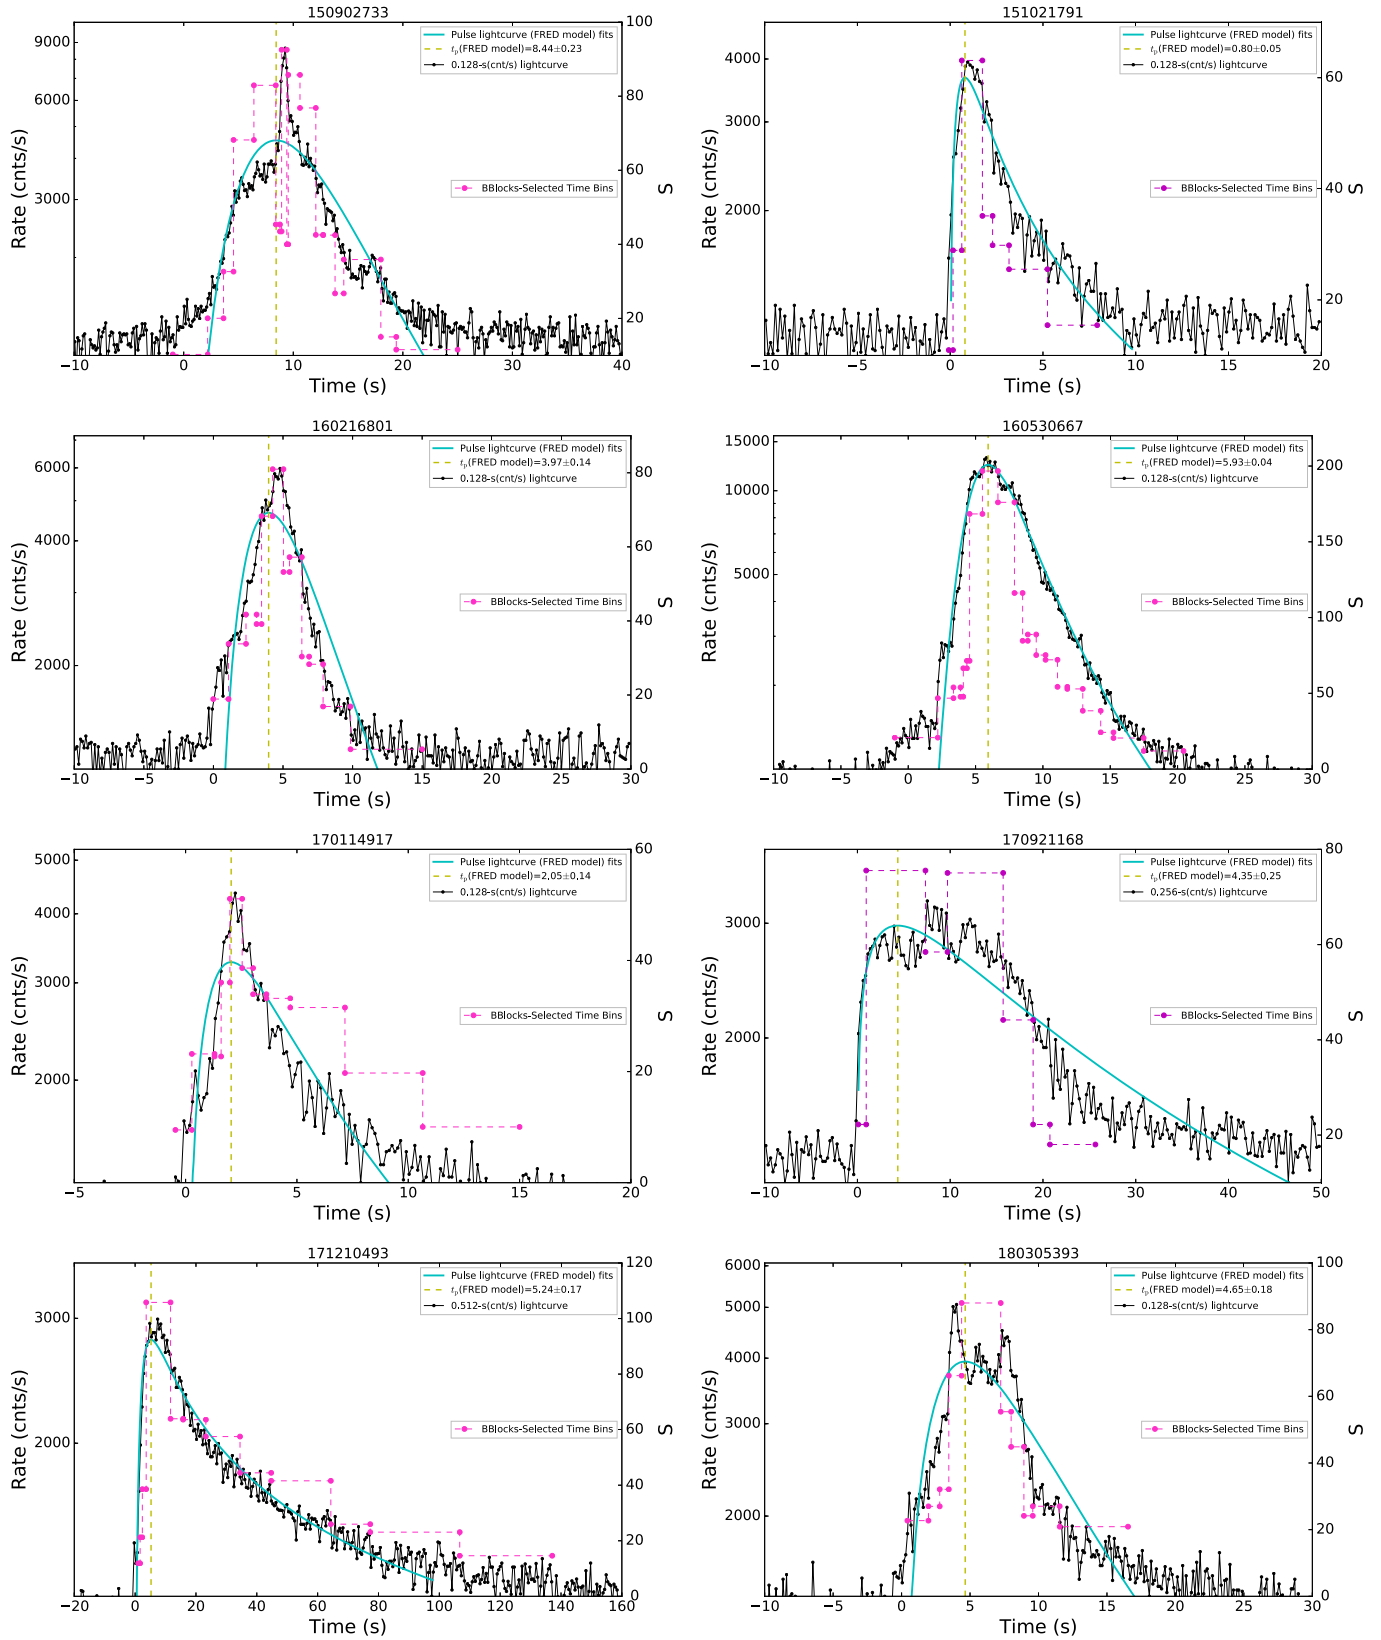 150902733
Pulse lightcurve (FRED model) fits
tp(FRED model)=8.44±0.23
0.128-s(cnt/s) lightcurve
BBlocks-Selected Time Bins
Rate (cnts/s)
9000
6000
3000
100
80
60
40
20
S
−10 0 10 20 30 40
Time (s)
151021791
Pulse lightcurve (FRED model) fits
tp(FRED model)=0.80±0.05
0.128-s(cnt/s) lightcurve
BBlocks-Selected Time Bins
Rate (cnts/s)
4000
3000
2000
60
40
20
S
−10 −5 0 5 10 15 20
Time (s)
160216801
Pulse lightcurve (FRED model) fits
tp(FRED model)=3.97±0.14
0.128-s(cnt/s) lightcurve
BBlocks-Selected Time Bins
Rate (cnts/s)
6000
4000
2000
80
60
40
20
0
S
−10 −5 0 5 10 15 20 25 30
Time (s)
160530667
Pulse lightcurve (FRED model) fits
tp(FRED model)=5.93±0.04
0.128-s(cnt/s) lightcurve
BBlocks-Selected Time Bins
Rate (cnts/s)
15000
10000
5000
200
150
100
50
0
S
−10 −5 0 5 10 15 20 25 30
Time (s)
170114917
Pulse lightcurve (FRED model) fits
tp(FRED model)=2.05±0.14
0.128-s(cnt/s) lightcurve
BBlocks-Selected Time Bins
Rate (cnts/s)
5000
4000
3000
2000
60
40
20
0
S
−5 0 5 10 15 20
Time (s)
170921168
Pulse lightcurve (FRED model) fits
tp(FRED model)=4.35±0.25
0.256-s(cnt/s) lightcurve
BBlocks-Selected Time Bins
Rate (cnts/s)
3000
2000
80
60
40
20
S
−10 0 10 20 30 40 50
Time (s)
171210493
Pulse lightcurve (FRED model) fits
tp(FRED model)=5.24±0.17
0.512-s(cnt/s) lightcurve
BBlocks-Selected Time Bins
Rate (cnts/s)
3000
2000
120
100
80
60
40
20
0
S
−20 0 20 40 60 80 100 120 140 160
Time (s)
180305393
Pulse lightcurve (FRED model) fits
tp(FRED model)=4.65±0.18
0.128-s(cnt/s) lightcurve
BBlocks-Selected Time Bins
Rate (cnts/s)
6000
5000
4000
3000
2000
100
80
60
40
20
0
S
−10 −5 0 5 10 15 20 25 30
Time (s)